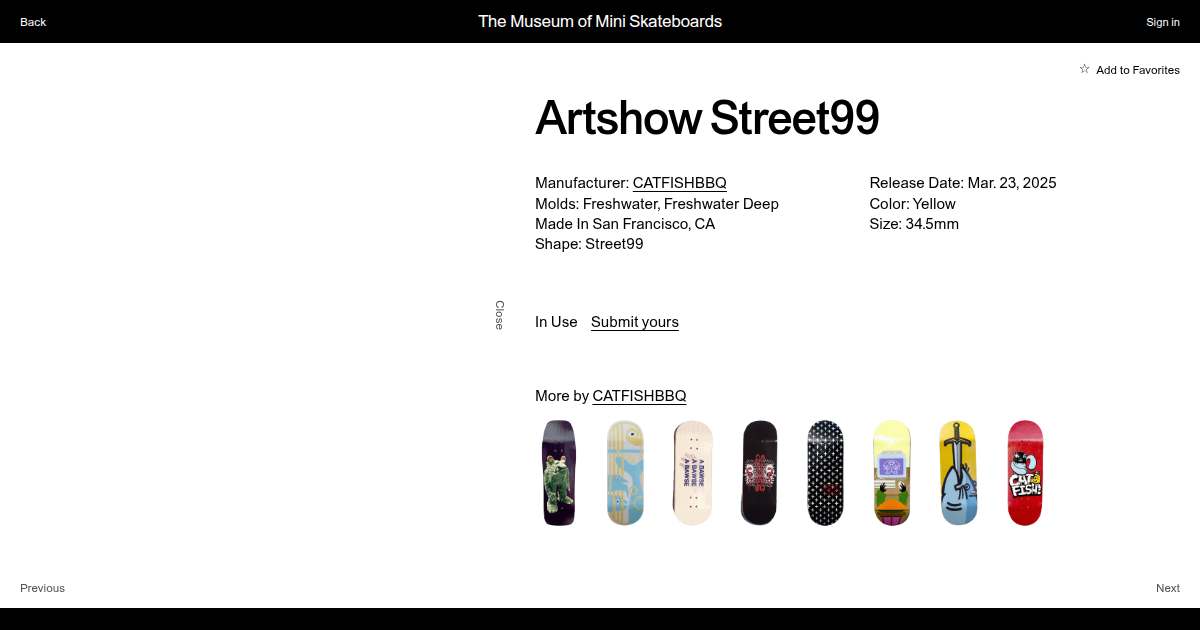 Back
The Museum of Mini Skateboards
Sign in
☆ Add to Favorites
Artshow Street99
Manufacturer: CATFISHBBQ
Molds: Freshwater, Freshwater Deep
Made In San Francisco, CA
Shape: Street99
Release Date: Mar. 23, 2025
Color: Yellow
Size: 34.5mm
Close
In Use Submit yours
More by CATFISHBBQ
A BAWSE
A BAWSE
A BAWSE
CAT
FISH!
Previous
Next